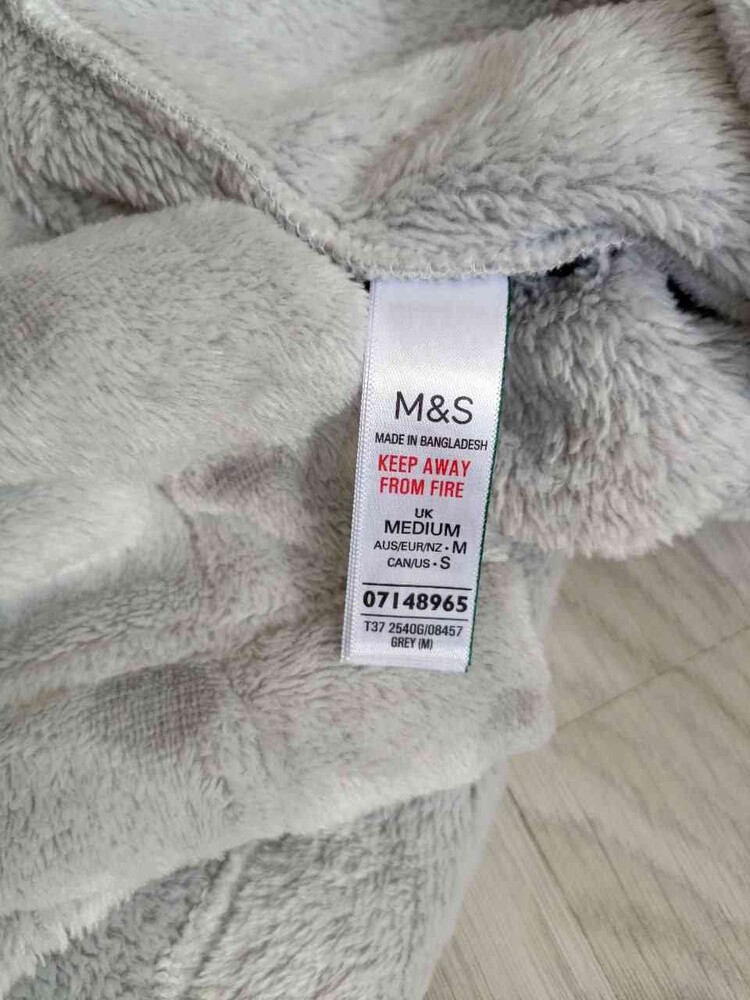 M&S
MADE IN BANGLADESH
KEEP AWAY
FROM FIRE
UK
MEDIUM
AUS/EUR/NZ • M
CAN/US • S
07148965
T37 2540G/08457
GREY (M)